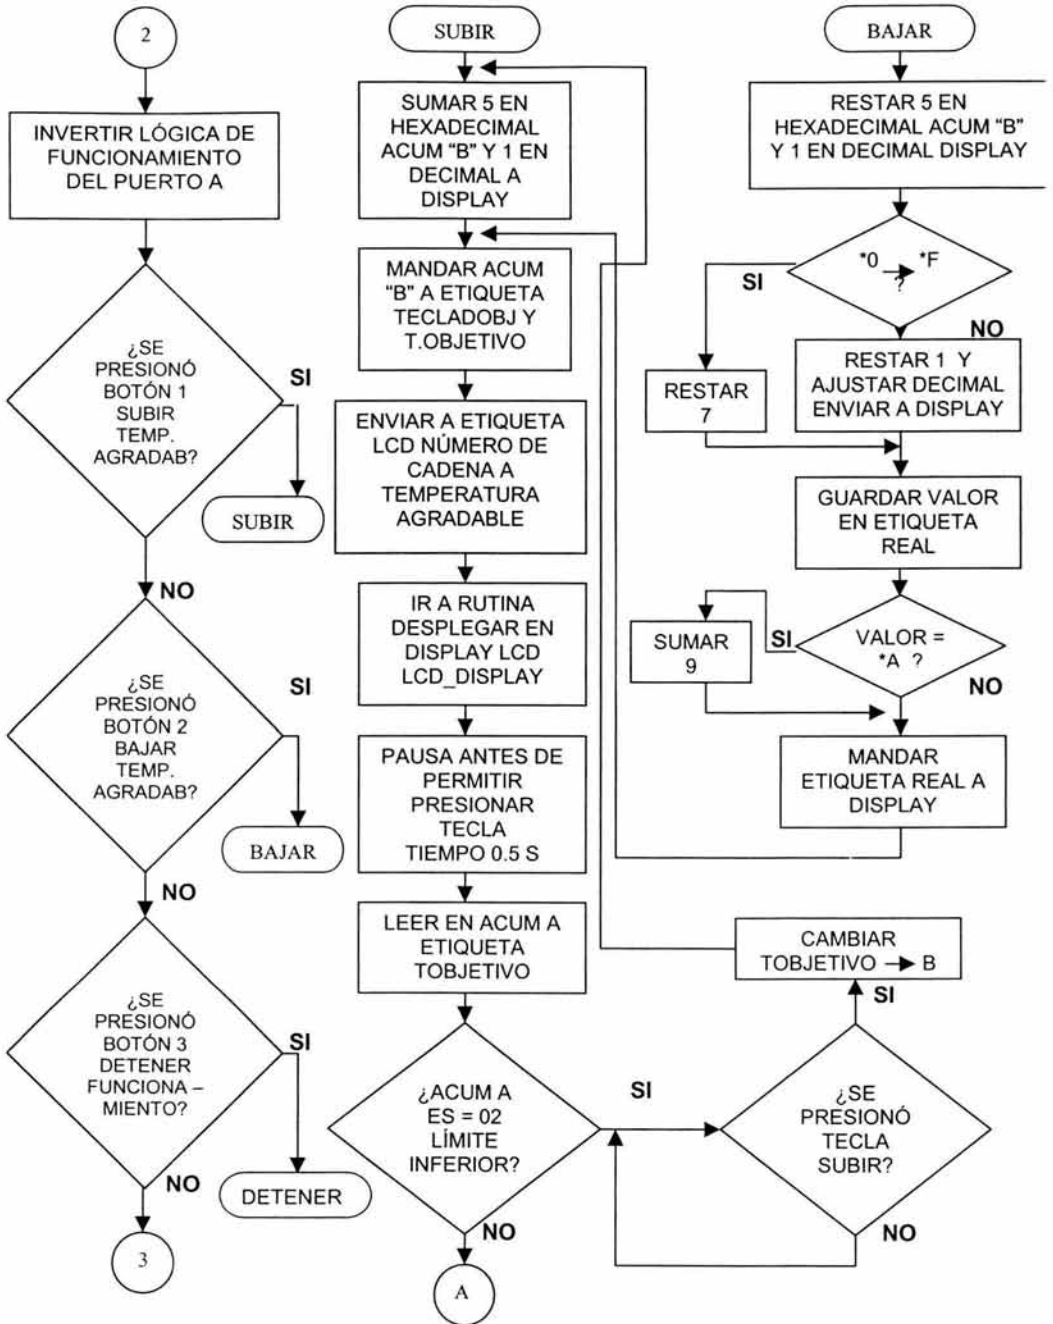 2
INVERTIR LÓGICA DE
FUNCIONAMIENTO
DEL PUERTO A
¿SE
PRESIONÓ
BOTÓN 1
SUBIR
TEMP.
AGRADAB?
SI
SUBIR
NO
¿SE
PRESIONÓ
BOTÓN 2
BAJAR
TEMP.
AGRADAB?
SI
BAJAR
NO
¿SE
PRESIONÓ
BOTÓN 3
DETENER
FUNCIONA –
MIENTO?
SI
DETENER
NO
3
SUBIR
SUMAR 5 EN
HEXADECIMAL
ACUM “B” Y 1 EN
DECIMAL A
DISPLAY
MANDAR ACUM
“B” A ETIQUETA
TECLADOBJ Y
T.OBJETIVO
ENVIAR A ETIQUETA
LCD NÚMERO DE
CADENA A
TEMPERATURA
AGRADABLE
IR A RUTINA
DESPLEGAR EN
DISPLAY LCD
LCD_DISPLAY
PAUSA ANTES DE
PERMITIR
PRESIONAR
TECLA
TIEMPO 0.5 S
LEER EN ACUM A
ETIQUETA
TOBJETIVO
¿ACUM A
ES = 02
LÍMITE
INFERIOR?
SI
NO
A
¿SE
PRESIONÓ
TECLA
SUBIR?
SI
NO
CAMBIAR
TOBJETIVO → B
BAJAR
RESTAR 5 EN
HEXADECIMAL ACUM “B”
Y 1 EN DECIMAL DISPLAY
*0 → *F
?
SI
NO
RESTAR
7
RESTAR 1 Y
AJUSTAR DECIMAL
ENVIAR A DISPLAY
GUARDAR VALOR
EN ETIQUETA
REAL
VALOR =
*A ?
SI
NO
SUMAR
9
MANDAR
ETIQUETA REAL A
DISPLAY